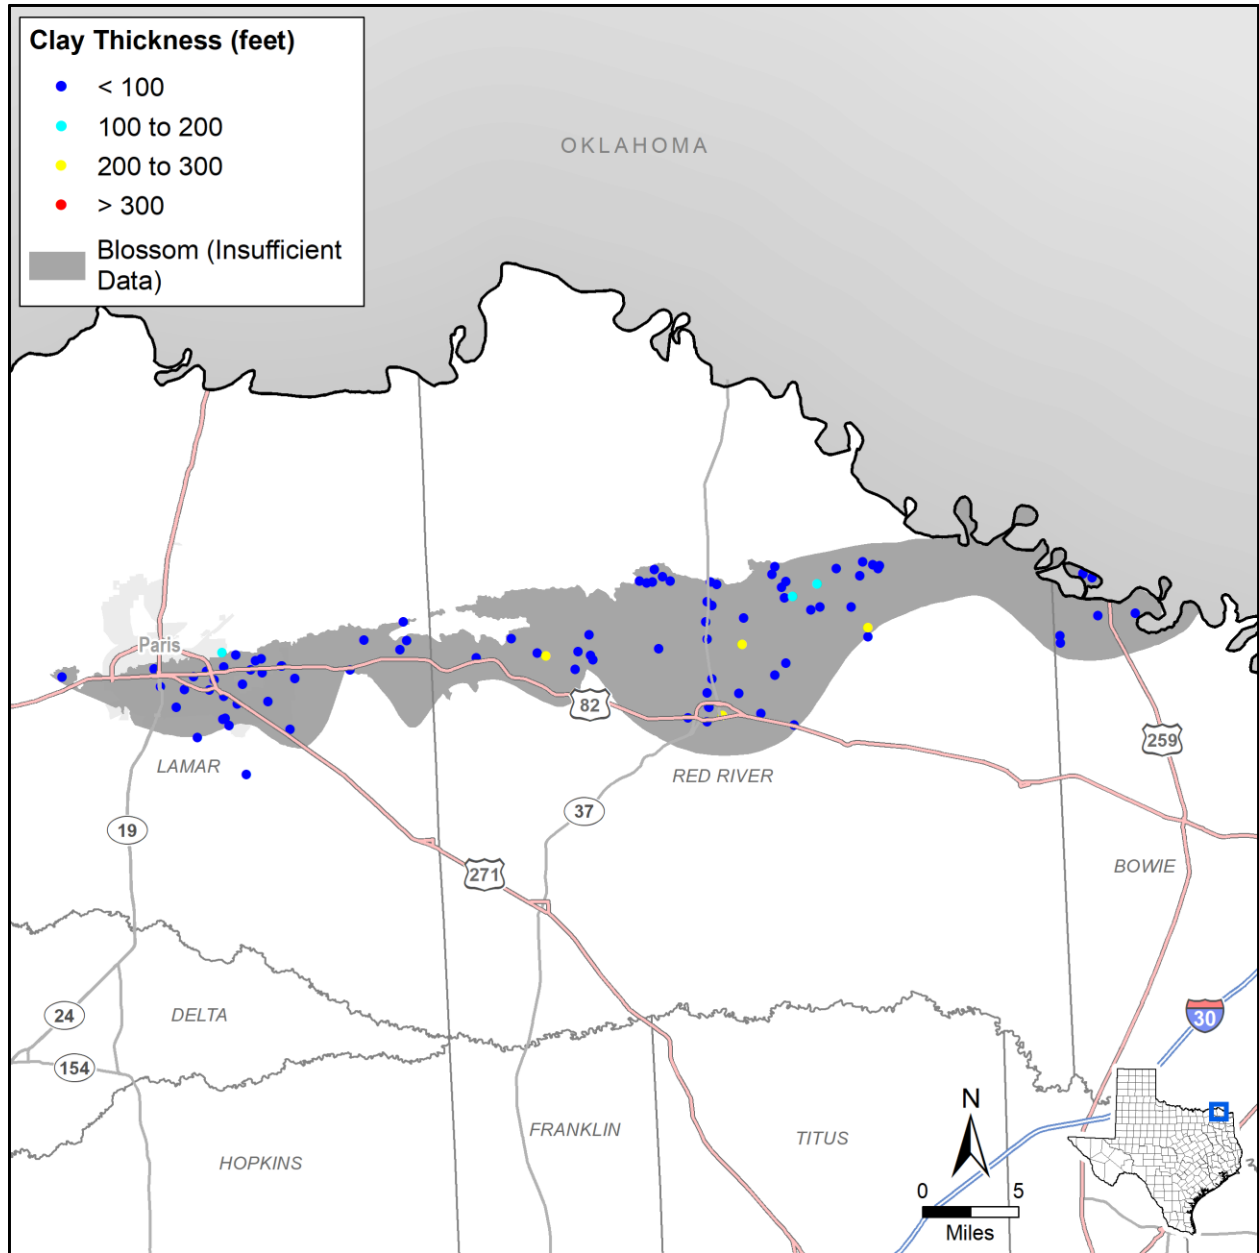 Clay Thickness (feet)
< 100
100 to 200
200 to 300
> 300
Blossom (Insufficient
Data)
OKLAHOMA
Paris
82
259
LAMAR
RED RIVER
19
37
271
BOWIE
24
DELTA
30
154
N
FRANKLIN
TITUS
HOPKINS
0 5
Miles